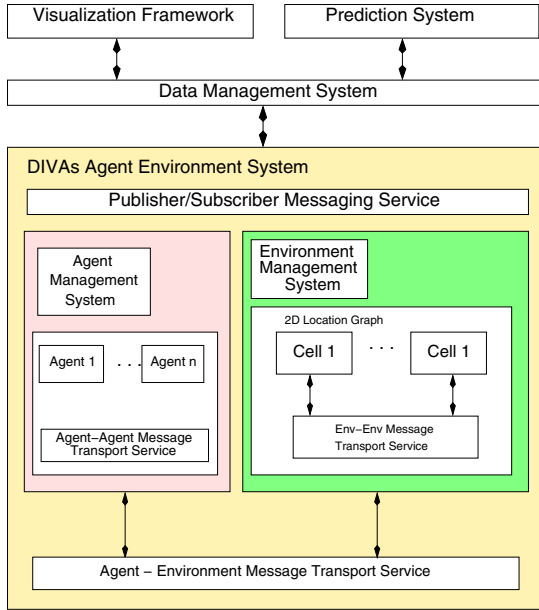 Visualization Framework
Prediction System
Data Management System
DIVAs Agent Environment System
Publisher/Subscriber Messaging Service
Agent
Management
System
Environment
Management
System
Agent 1
. . .
Agent n
Agent−Agent Message
Transport Service
2D Location Graph
Cell 1
. . .
Cell 1
Env−Env Message
Transport Service
Agent − Environment Message Transport Service